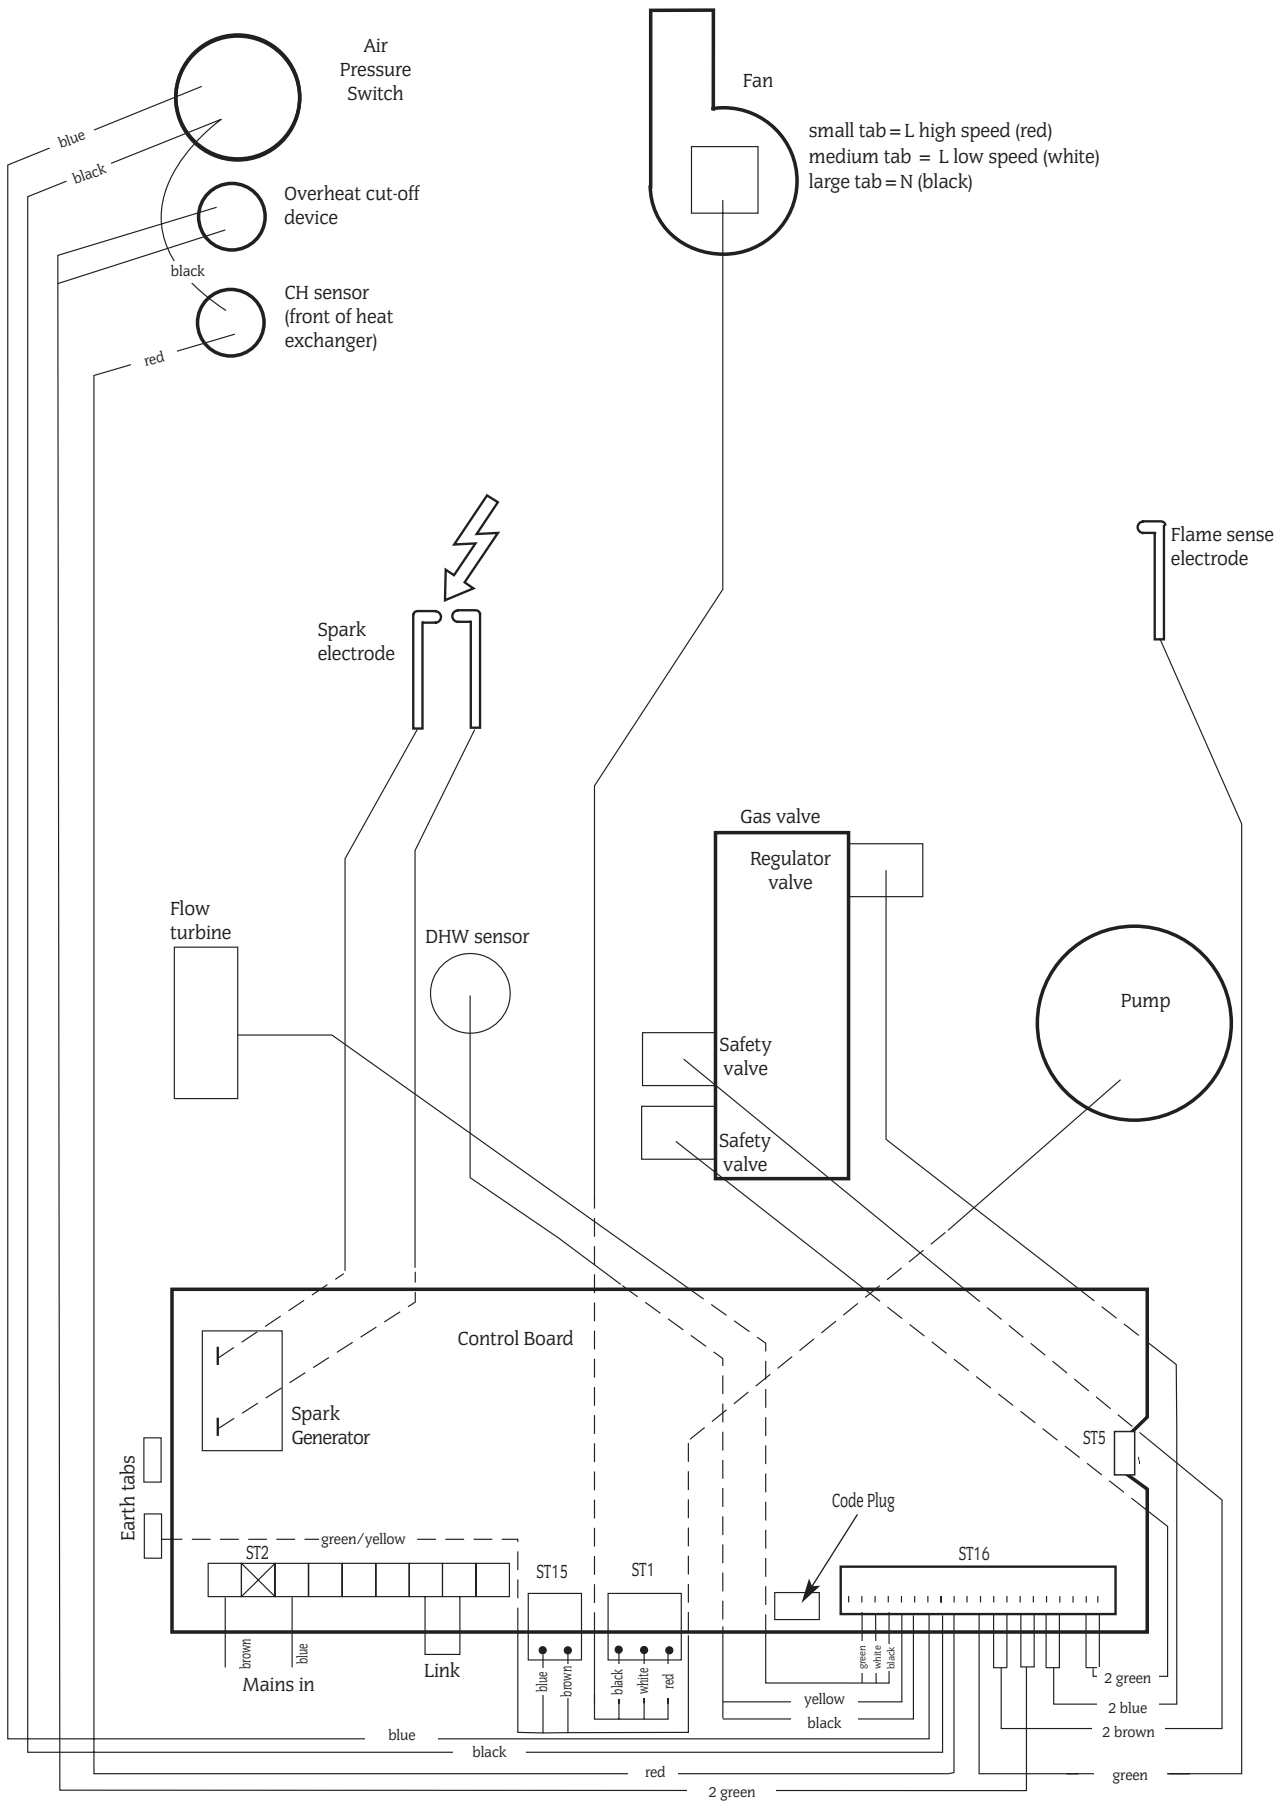 Air
Pressure
Switch
Fan
small tab = L high speed (red)
medium tab = L low speed (white)
large tab = N (black)
blue
black
Overheat cut-off
device
black
CH sensor
(front of heat
exchanger)
red
Flame sense
electrode
Spark
electrode
Gas valve
Regulator
valve
Flow
turbine
DHW sensor
Pump
Safety
valve
Safety
valve
Control Board
Spark
Generator
ST5
Earth tabs
Code Plug
green/yellow
ST2
ST15
ST1
ST16
brown
blue
Mains in
Link
blue
brown
black
white
red
green
white
black
2 green
yellow
2 blue
black
2 brown
blue
black
red
green
2 green